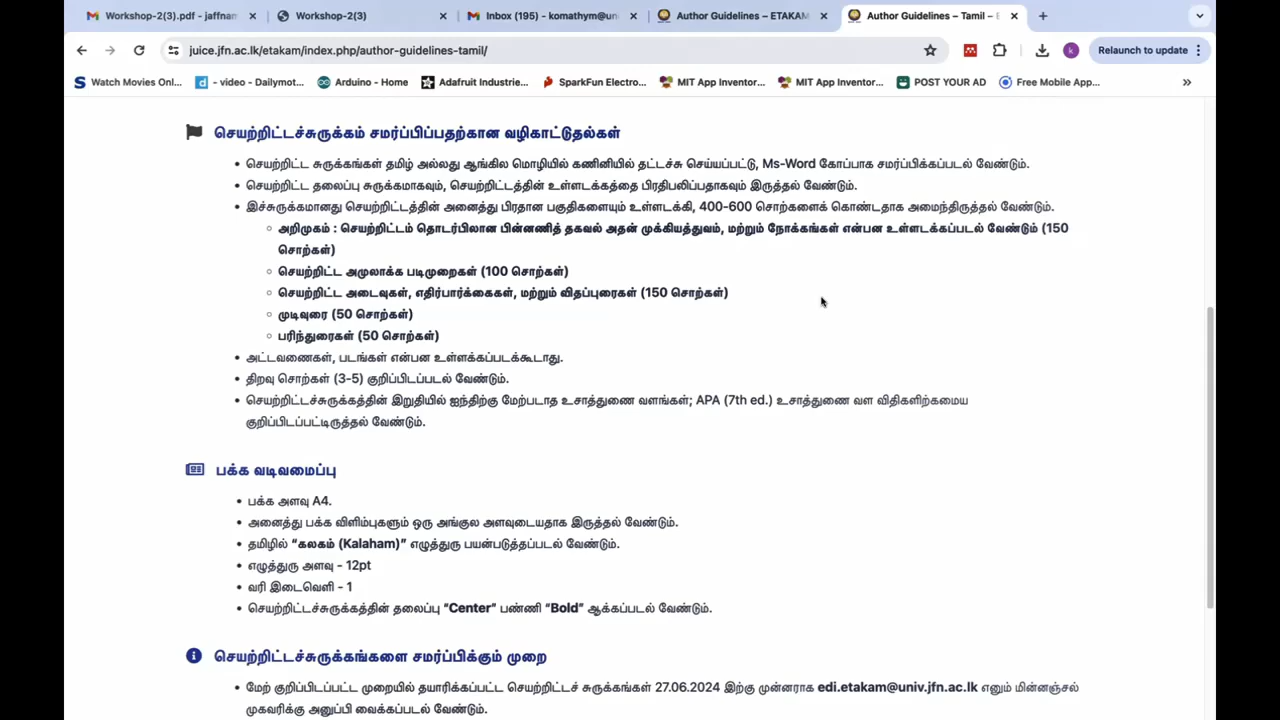 Workshop-2(3).pdf - jaffnam
Workshop-2(3)
Inbox (195) - komathym@un
Author Guidelines – ETAKAM
Author Guidelines – Tamil – E
juice.jfn.ac.lk/etakam/index.php/author-guidelines-tamil/
k
Relaunch to update
Watch Movies Onl...
- video - Dailymot...
Arduino - Home
Adafruit Industrie...
SparkFun Electro...
MIT App Inventor...
MIT App Inventor...
POST YOUR AD
Free Mobile App...
செயற்றிட்டச்சுருக்கம் சமர்ப்பிப்பதற்கான வழிகாட்டுதல்கள்
• செயற்றிட்ட சுருக்கங்கள் தமிழ் அல்லது ஆங்கில மொழியில் கணினியில் தட்டச்சு செய்யப்பட்டு, Ms-Word கோப்பாக சமர்ப்பிக்கப்படல் வேண்டும்.
• செயற்றிட்ட தலைப்பு சுருக்கமாகவும், செயற்றிட்டத்தின் உள்ளடக்கத்தை பிரதிபலிப்பதாகவும் இருத்தல் வேண்டும்.
• இச்சுருக்கமானது செயற்றிட்டத்தின் அனைத்து பிரதான பகுதிகளையும் உள்ளடக்கி, 400-600 சொற்களைக் கொண்டதாக அமைந்திருத்தல் வேண்டும்.
அறிமுகம் : செயற்றிட்டம் தொடர்பிலான பின்னணித் தகவல் அதன் முக்கியத்துவம், மற்றும் நோக்கங்கள் என்பன உள்ளடக்கப்படல் வேண்டும் (150
சொற்கள்)
செயற்றிட்ட அமுலாக்க படிமுறைகள் (100 சொற்கள்)
செயற்றிட்ட அடைவுகள், எதிர்பார்க்கைகள், மற்றும் விதப்புரைகள் (150 சொற்கள்)
முடிவுரை (50 சொற்கள்)
பரிந்துரைகள் (50 சொற்கள்)
• அட்டவணைகள், படங்கள் என்பன உள்ளக்கப்படக்கூடாது.
• திறவு சொற்கள் (3-5) குறிப்பிடப்படல் வேண்டும்.
• செயற்றிட்டச்சுருக்கத்தின் இறுதியில் ஐந்திற்கு மேற்படாத உசாத்துணை வளங்கள்; APA (7th ed.) உசாத்துணை வள விதிகளிற்கமைய
குறிப்பிடப்பட்டிருத்தல் வேண்டும்.
பக்க வடிவமைப்பு
• பக்க அளவு A4.
• அனைத்து பக்க விளிம்புகளும் ஒரு அங்குல அளவுடையதாக இருத்தல் வேண்டும்.
• தமிழில் “கலகம் (Kalaham)” எழுத்துரு பயன்படுத்தப்படல் வேண்டும்.
• எழுத்துரு அளவு - 12pt
• வரி இடைவெளி - 1
• செயற்றிட்டச்சுருக்கத்தின் தலைப்பு “Center” பண்ணி “Bold” ஆக்கப்படல் வேண்டும்.
செயற்றிட்டச்சுருக்கங்களை சமர்ப்பிக்கும் முறை
• மேற் குறிப்பிடப்பட்ட முறையில் தயாரிக்கப்பட்ட செயற்றிட்டச் சுருக்கங்கள் 27.06.2024 இற்கு முன்னராக edi.etakam@univ.jfn.ac.lk எனும் மின்னஞ்சல்
முகவரிக்கு அனுப்பி வைக்கப்படல் வேண்டும்.